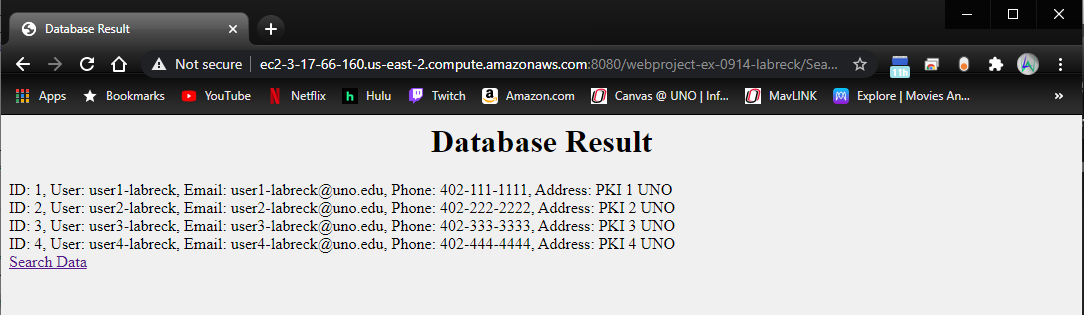 Database Result
Not secure | ec2-3-17-66-160.us-east-2.compute.amazonaws.com:8080/webproject-ex-0914-labreck/Sea...
11h
Apps Bookmarks YouTube Netflix Hulu Twitch Amazon.com Canvas @ UNO | Inf... MavLINK Explore | Movies An...
Database Result
ID: 1, User: user1-labreck, Email: user1-labreck@uno.edu, Phone: 402-111-1111, Address: PKI 1 UNO
ID: 2, User: user2-labreck, Email: user2-labreck@uno.edu, Phone: 402-222-2222, Address: PKI 2 UNO
ID: 3, User: user3-labreck, Email: user3-labreck@uno.edu, Phone: 402-333-3333, Address: PKI 3 UNO
ID: 4, User: user4-labreck, Email: user4-labreck@uno.edu, Phone: 402-444-4444, Address: PKI 4 UNO
Search Data